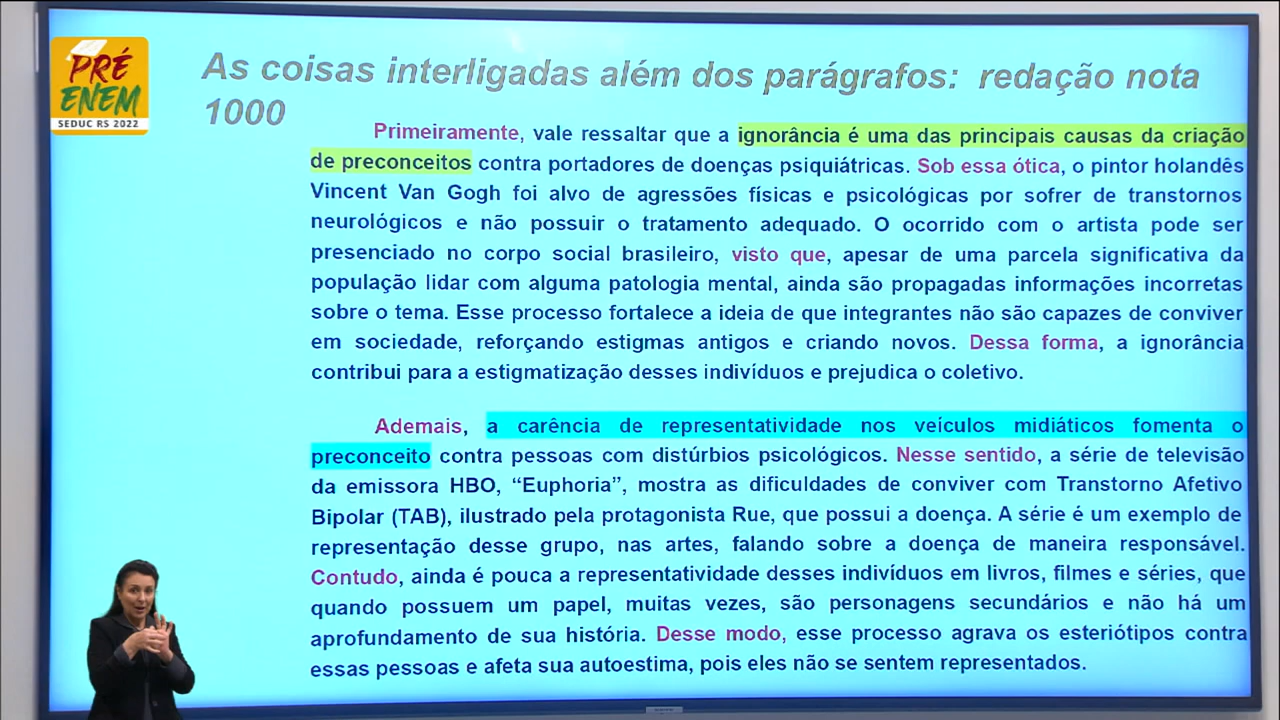 PRÉ
ENEM
SEDUC RS 2022
As coisas interligadas além dos parágrafos: redação nota
1000
Primeiramente, vale ressaltar que a ignorância é uma das principais causas da criação
de preconceitos contra portadores de doenças psiquiátricas. Sob essa ótica, o pintor holandês
Vincent Van Gogh foi alvo de agressões físicas e psicológicas por sofrer de transtornos
neurológicos e não possuir o tratamento adequado. O ocorrido com o artista pode ser
presenciado no corpo social brasileiro, visto que, apesar de uma parcela significativa da
população lidar com alguma patologia mental, ainda são propagadas informações incorretas
sobre o tema. Esse processo fortalece a ideia de que integrantes não são capazes de conviver
em sociedade, reforçando estigmas antigos e criando novos. Dessa forma, a ignorância
contribui para a estigmatização desses indivíduos e prejudica o coletivo.
Ademais, a carência de representatividade nos veículos midiáticos fomenta o
preconceito contra pessoas com distúrbios psicológicos. Nesse sentido, a série de televisão
da emissora HBO, “Euphoria”, mostra as dificuldades de conviver com Transtorno Afetivo
Bipolar (TAB), ilustrado pela protagonista Rue, que possui a doença. A série é um exemplo de
representação desse grupo, nas artes, falando sobre a doença de maneira responsável.
Contudo, ainda é pouca a representatividade desses indivíduos em livros, filmes e séries, que
quando possuem um papel, muitas vezes, são personagens secundários e não há um
aprofundamento de sua história. Desse modo, esse processo agrava os esteriótipos contra
essas pessoas e afeta sua autoestima, pois eles não se sentem representados.